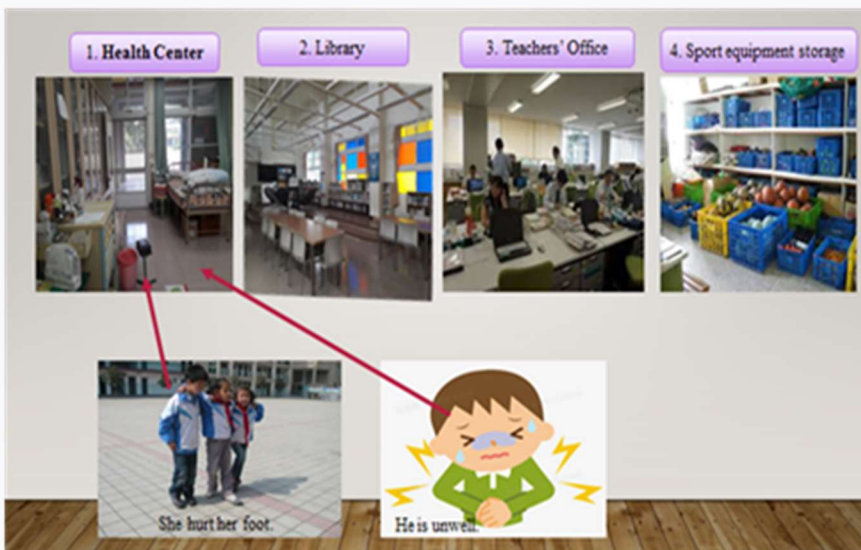 1. Health Center
2. Library
3. Teachers' Office
4. Sport equipment storage
She hurt her foot.
He is unwell.